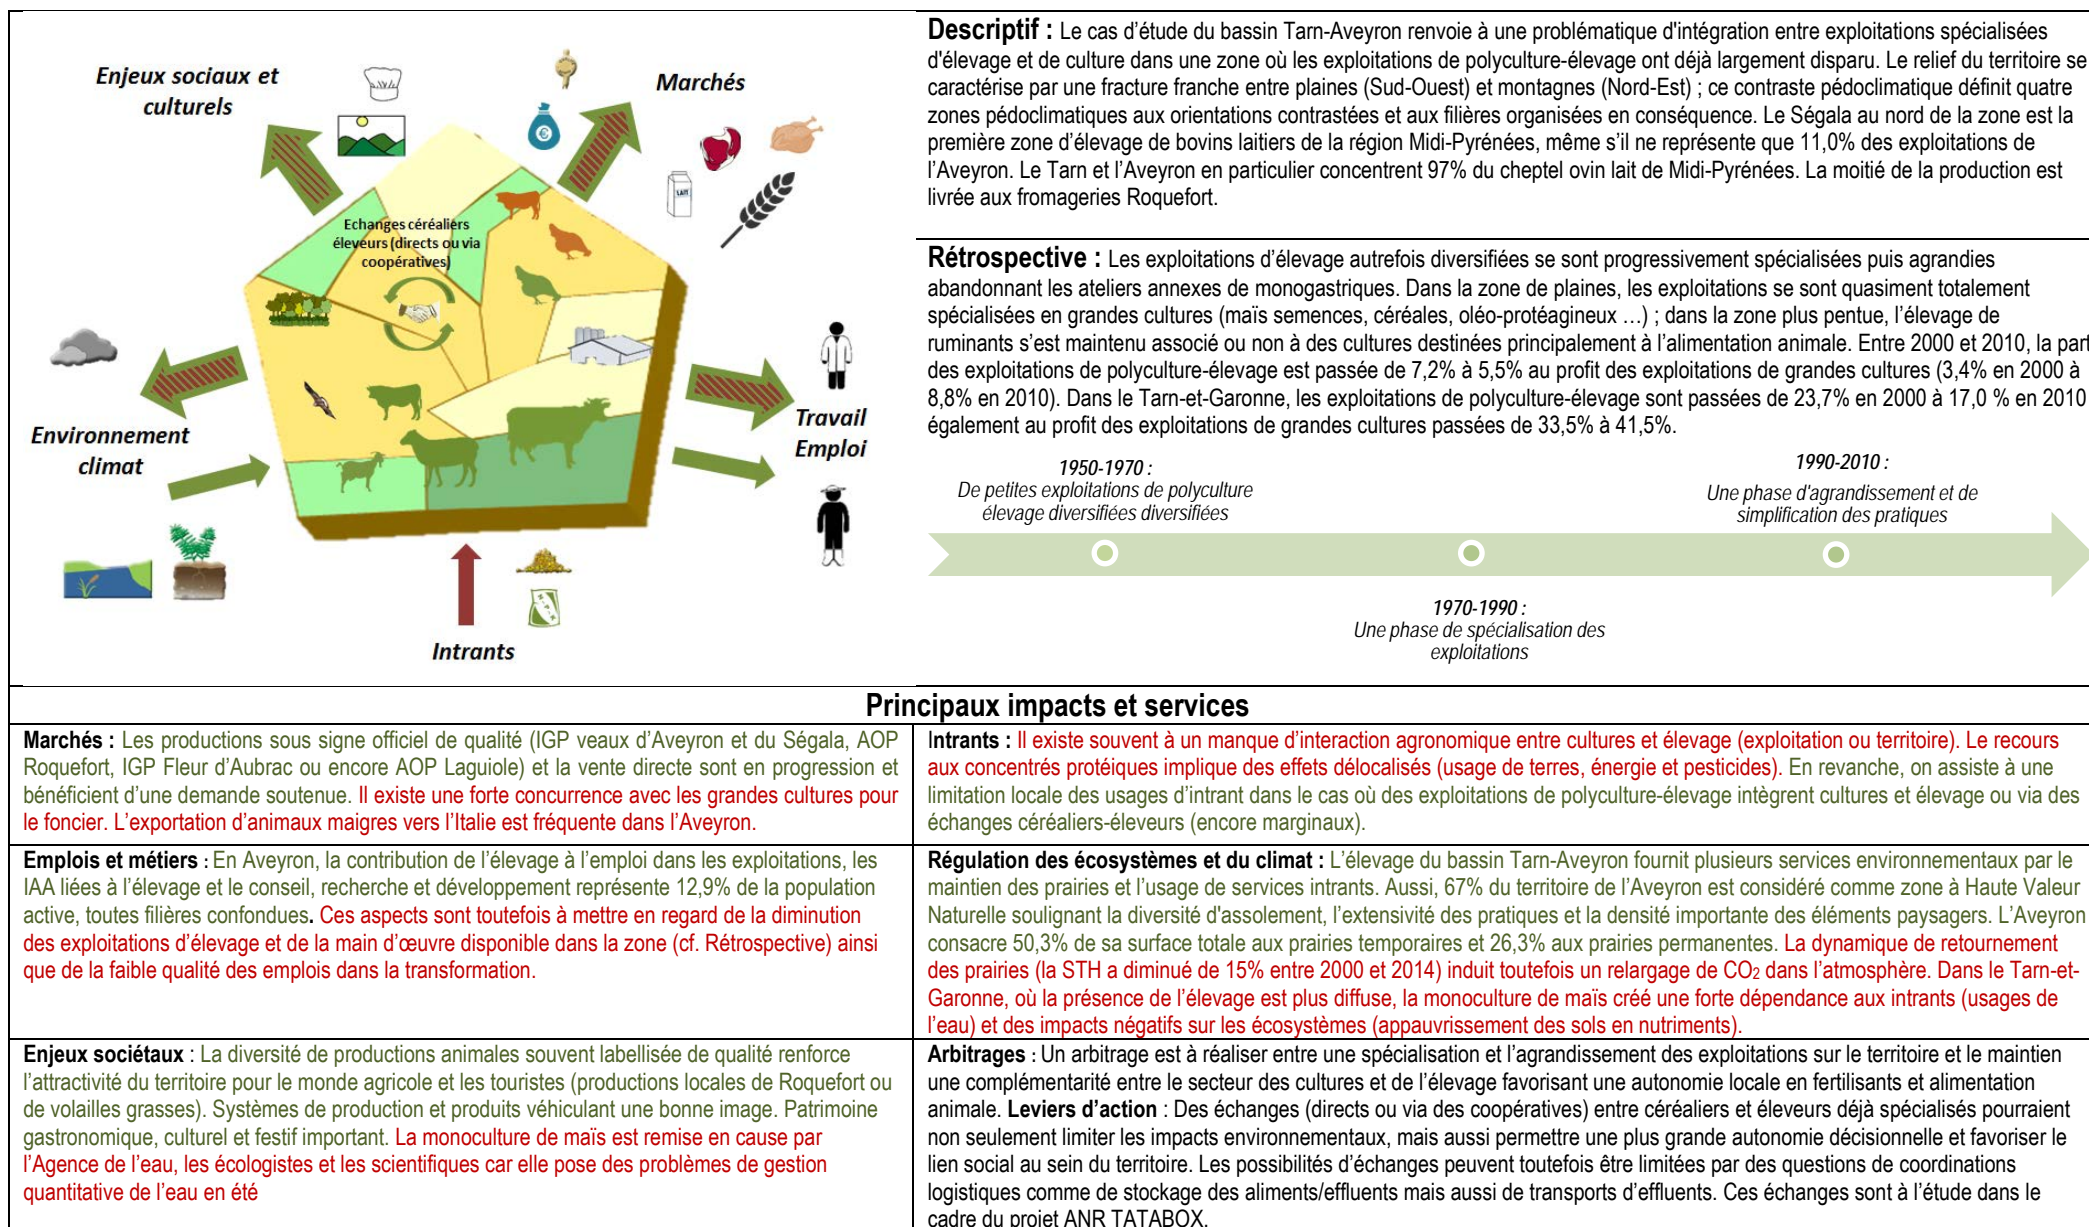 Enjeux sociaux et
culturels
Marchés
Echanges céréaliers
éleveurs (directs ou via
coopératives)
LAIT
€
Environnement
climat
Travail
Emploi
Intrants
Descriptif : Le cas d’étude du bassin Tarn-Aveyron renvoie à une problématique d'intégration entre exploitations spécialisées
d'élevage et de culture dans une zone où les exploitations de polyculture-élevage ont déjà largement disparu. Le relief du territoire se
caractérise par une fracture franche entre plaines (Sud-Ouest) et montagnes (Nord-Est) ; ce contraste pédoclimatique définit quatre
zones pédoclimatiques aux orientations contrastées et aux filières organisées en conséquence. Le Ségala au nord de la zone est la
première zone d’élevage de bovins laitiers de la région Midi-Pyrénées, même s’il ne représente que 11,0% des exploitations de
l’Aveyron. Le Tarn et l’Aveyron en particulier concentrent 97% du cheptel ovin lait de Midi-Pyrénées. La moitié de la production est
livrée aux fromageries Roquefort.
Rétrospective : Les exploitations d’élevage autrefois diversifiées se sont progressivement spécialisées puis agrandies
abandonnant les ateliers annexes de monogastriques. Dans la zone de plaines, les exploitations se sont quasiment totalement
spécialisées en grandes cultures (maïs semences, céréales, oléo-protéagineux …) ; dans la zone plus pentue, l’élevage de
ruminants s’est maintenu associé ou non à des cultures destinées principalement à l’alimentation animale. Entre 2000 et 2010, la part
des exploitations de polyculture-élevage est passée de 7,2% à 5,5% au profit des exploitations de grandes cultures (3,4% en 2000 à
8,8% en 2010). Dans le Tarn-et-Garonne, les exploitations de polyculture-élevage sont passées de 23,7% en 2000 à 17,0 % en 2010
également au profit des exploitations de grandes cultures passées de 33,5% à 41,5%.
1950-1970 :
De petites exploitations de polyculture
élevage diversifiées diversifiées
1990-2010 :
Une phase d'agrandissement et de
simplification des pratiques
1970-1990 :
Une phase de spécialisation des
exploitations
Principaux impacts et services
Marchés : Les productions sous signe officiel de qualité (IGP veaux d’Aveyron et du Ségala, AOP
Roquefort, IGP Fleur d’Aubrac ou encore AOP Laguiole) et la vente directe sont en progression et
bénéficient d’une demande soutenue. Il existe une forte concurrence avec les grandes cultures pour
le foncier. L’exportation d’animaux maigres vers l’Italie est fréquente dans l’Aveyron.
Intrants : Il existe souvent à un manque d’interaction agronomique entre cultures et élevage (exploitation ou territoire). Le recours
aux concentrés protéiques implique des effets délocalisés (usage de terres, énergie et pesticides). En revanche, on assiste à une
limitation locale des usages d’intrant dans le cas où des exploitations de polyculture-élevage intègrent cultures et élevage ou via des
échanges céréaliers-éleveurs (encore marginaux).
Emplois et métiers : En Aveyron, la contribution de l’élevage à l’emploi dans les exploitations, les
IAA liées à l’élevage et le conseil, recherche et développement représente 12,9% de la population
active, toutes filières confondues. Ces aspects sont toutefois à mettre en regard de la diminution
des exploitations d’élevage et de la main d’œuvre disponible dans la zone (cf. Rétrospective) ainsi
que de la faible qualité des emplois dans la transformation.
Régulation des écosystèmes et du climat : L’élevage du bassin Tarn-Aveyron fournit plusieurs services environnementaux par le
maintien des prairies et l’usage de services intrants. Aussi, 67% du territoire de l’Aveyron est considéré comme zone à Haute Valeur
Naturelle soulignant la diversité d'assolement, l’extensivité des pratiques et la densité importante des éléments paysagers. L’Aveyron
consacre 50,3% de sa surface totale aux prairies temporaires et 26,3% aux prairies permanentes. La dynamique de retournement
des prairies (la STH a diminué de 15% entre 2000 et 2014) induit toutefois un relargage de CO2 dans l’atmosphère. Dans le Tarn-et-
Garonne, où la présence de l’élevage est plus diffuse, la monoculture de maïs créé une forte dépendance aux intrants (usages de
l’eau) et des impacts négatifs sur les écosystèmes (appauvrissement des sols en nutriments).
Enjeux sociétaux : La diversité de productions animales souvent labellisée de qualité renforce
l’attractivité du territoire pour le monde agricole et les touristes (productions locales de Roquefort ou
de volailles grasses). Systèmes de production et produits véhiculant une bonne image. Patrimoine
gastronomique, culturel et festif important. La monoculture de maïs est remise en cause par
l’Agence de l’eau, les écologistes et les scientifiques car elle pose des problèmes de gestion
quantitative de l’eau en été
Arbitrages : Un arbitrage est à réaliser entre une spécialisation et l’agrandissement des exploitations sur le territoire et le maintien
une complémentarité entre le secteur des cultures et de l’élevage favorisant une autonomie locale en fertilisants et alimentation
animale. Leviers d’action : Des échanges (directs ou via des coopératives) entre céréaliers et éleveurs déjà spécialisés pourraient
non seulement limiter les impacts environnementaux, mais aussi permettre une plus grande autonomie décisionnelle et favoriser le
lien social au sein du territoire. Les possibilités d’échanges peuvent toutefois être limitées par des questions de coordinations
logistiques comme de stockage des aliments/effluents mais aussi de transports d’effluents. Ces échanges sont à l’étude dans le
cadre du projet ANR TATABOX.